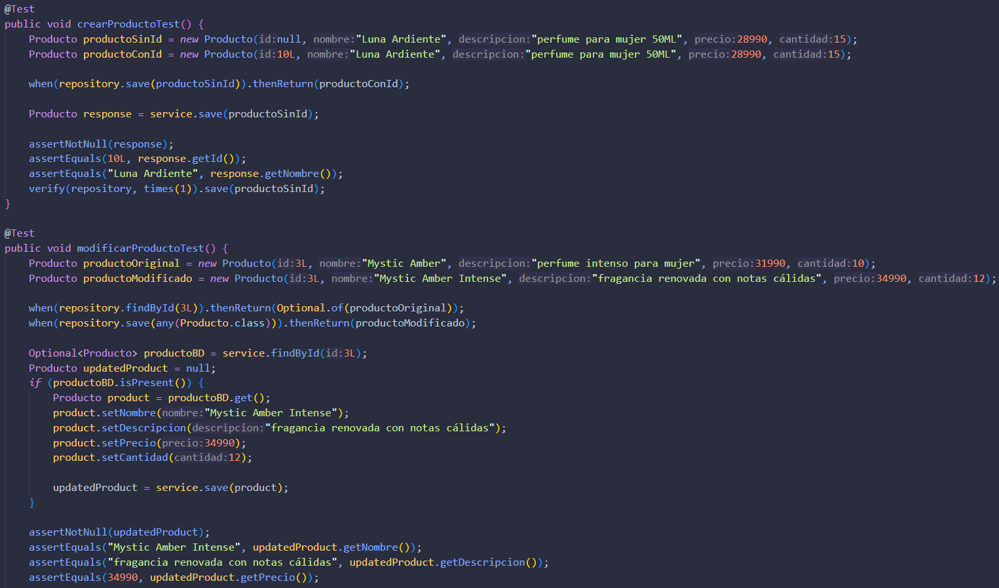 @Test
public void crearProductoTest() {
Producto productoSinId = new Producto(id:null, nombre:"Luna Ardiente", descripcion:"perfume para mujer 50ML", precio:28990, cantidad:15);
Producto productoConId = new Producto(id:10L, nombre:"Luna Ardiente", descripcion:"perfume para mujer 50ML", precio:28990, cantidad:15);
when(repository.save(productoSinId)).thenReturn(productoConId);
Producto response = service.save(productoSinId);
assertNotNull(response);
assertEquals(10L, response.getId());
assertEquals("Luna Ardiente", response.getNombre());
verify(repository, times(1)).save(productoSinId);
}
@Test
public void modificarProductoTest() {
Producto productoOriginal = new Producto(id:3L, nombre:"Mystic Amber", descripcion:"perfume intenso para mujer", precio:31990, cantidad:10);
Producto productoModificado = new Producto(id:3L, nombre:"Mystic Amber Intense", descripcion:"fragancia renovada con notas cálidas", precio:34990, cantidad:12);
when(repository.findById(3L)).thenReturn(Optional.of(productoOriginal));
when(repository.save(any(Producto.class))).thenReturn(productoModificado);
Optional<Producto> productoBD = service.findById(id:3L);
Producto updatedProduct = null;
if (productoBD.isPresent()) {
Producto product = productoBD.get();
product.setNombre(nombre:"Mystic Amber Intense");
product.setDescripcion(descripcion:"fragancia renovada con notas cálidas");
product.setPrecio(precio:34990);
product.setCantidad(cantidad:12);
updatedProduct = service.save(product);
}
assertNotNull(updatedProduct);
assertEquals("Mystic Amber Intense", updatedProduct.getNombre());
assertEquals("fragancia renovada con notas cálidas", updatedProduct.getDescripcion());
assertEquals(34990, updatedProduct.getPrecio());